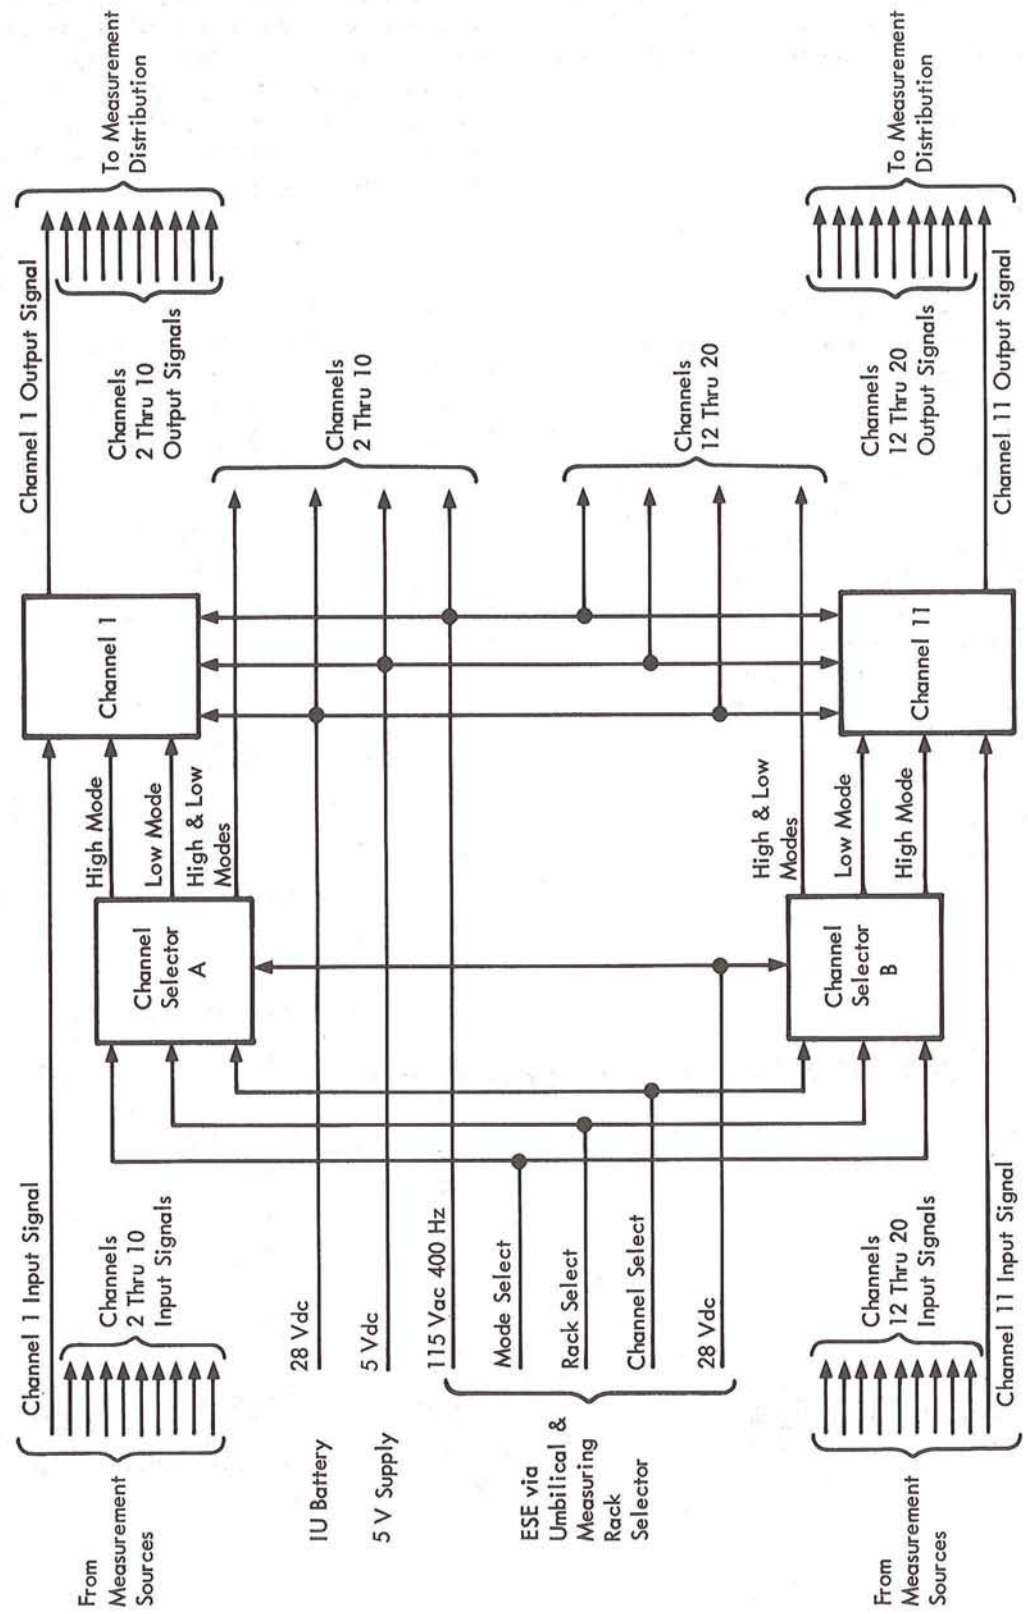 From
Measurement
Sources
Channel 1 Input Signal
Channels
2 Thru 10
Input Signals
Channel
Selector
A
High Mode
Low Mode
High & Low
Modes
Channel 1
Channel 1 Output Signal
Channels
2 Thru 10
Output Signals
To Measurement
Distribution
IU Battery
28 Vdc
5 V Supply
5 Vdc
Channels
2 Thru 10
ESE via
Umbilical &
Measuring
Rack
Selector
115 Vac 400 Hz
Mode Select
Rack Select
Channel Select
28 Vdc
Channels
12 Thru 20
From
Measurement
Sources
Channels
12 Thru 20
Input Signals
Channel 11 Input Signal
Channel
Selector
B
High & Low
Modes
Low Mode
High Mode
Channel 11
Channels
12 Thru 20
Output Signals
Channel 11 Output Signal
To Measurement
Distribution